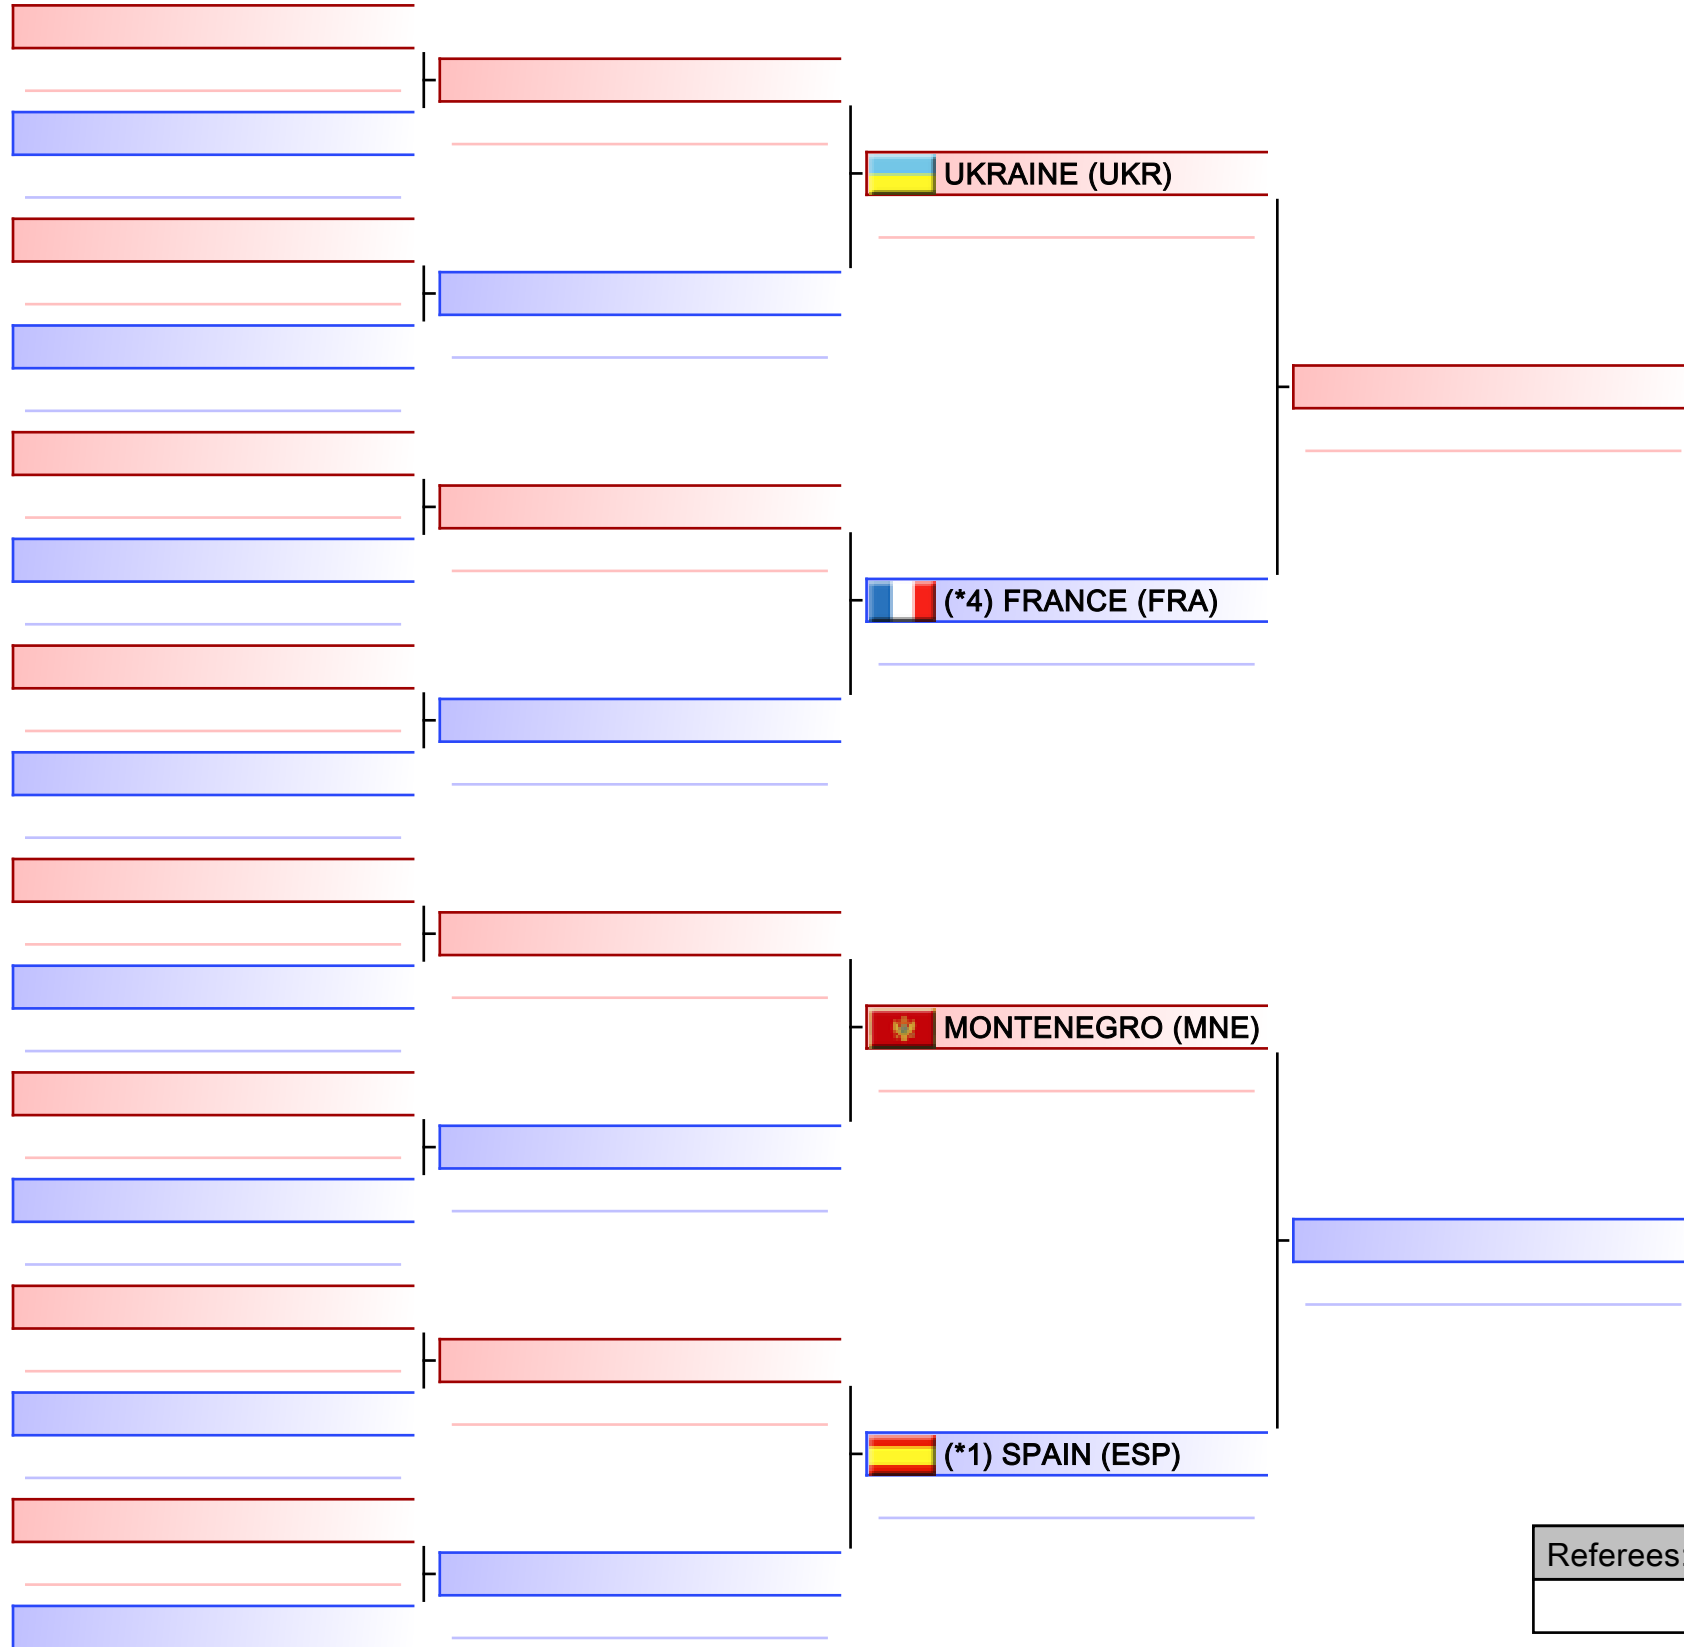 UKRAINE (UKR)
(*4) FRANCE (FRA)
MONTENEGRO (MNE)
(*1) SPAIN (ESP)
Referees: